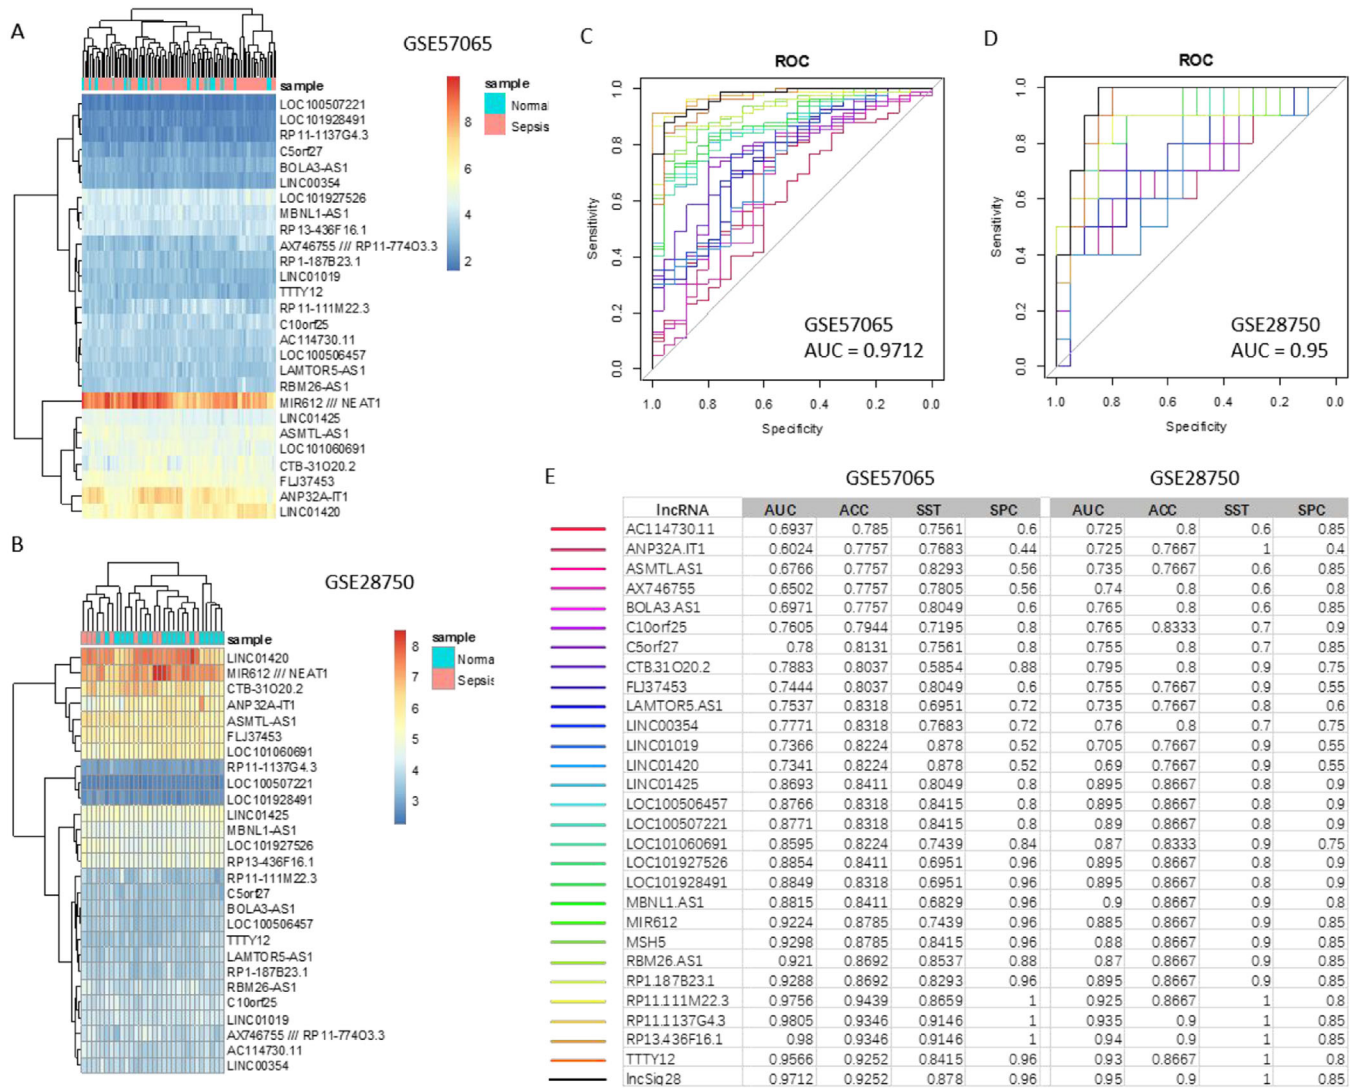 A
GSE57065
sample
LOC100507221
LOC101928491
RP11-1137G4.3
C5orf27
BOLA3-AS1
LINC00354
LOC101927526
MBNL1-AS1
RP13-436F16.1
AX746755 /// RP11-774O3.3
RP1-187B23.1
LINC01019
TTTY12
RP11-111M22.3
C10orf25
AC114730.11
LOC100506457
LAMTOR5-AS1
RBM26-AS1
MIR612 /// NEAT1
LINC01425
ASMTL-AS1
LOC101060691
CTB-31O20.2
FLJ37453
ANP32A-IT1
LINC01420
8
6
4
2
sample
Normal
Sepsis
B
GSE28750
sample
LINC01420
MIR612 /// NEAT1
CTB-31O20.2
ANP32A-IT1
ASMTL-AS1
FLJ37453
LOC101060691
RP11-1137G4.3
LOC100507221
LOC101928491
LINC01425
MBNL1-AS1
LOC101927526
RP13-436F16.1
RP11-111M22.3
C5orf27
BOLA3-AS1
LOC100506457
TTTY12
LAMTOR5-AS1
RP1-187B23.1
RBM26-AS1
C10orf25
LINC01019
AX746755 /// RP11-774O3.3
AC114730.11
LINC00354
8
7
6
5
4
3
sample
Norma
Sepsis
C
ROC
Sensitivity
1.0
0.8
0.6
0.4
0.2
0.0
GSE57065
AUC = 0.9712
1.0 0.8 0.6 0.4 0.2 0.0
Specificity
D
ROC
Sensitivity
1.0
0.8
0.6
0.4
0.2
0.0
GSE28750
AUC = 0.95
1.0 0.8 0.6 0.4 0.2 0.0
Specificity
E
GSE57065 GSE28750
lncRNA AUC ACC SST SPC AUC ACC SST SPC
AC114730.11 0.6937 0.785 0.7561 0.6 0.725 0.8 0.6 0.85
ANP32A.IT1 0.6024 0.7757 0.7683 0.44 0.725 0.7667 1 0.4
ASMTL.AS1 0.6766 0.7757 0.8293 0.56 0.735 0.7667 0.6 0.85
AX746755 0.6502 0.7757 0.7805 0.56 0.74 0.8 0.6 0.8
BOLA3.AS1 0.6971 0.7757 0.8049 0.6 0.765 0.8 0.6 0.85
C10orf25 0.7605 0.7944 0.7195 0.8 0.765 0.8333 0.7 0.9
C5orf27 0.78 0.8131 0.7561 0.8 0.755 0.8 0.7 0.85
CTB.31O20.2 0.7883 0.8037 0.5854 0.88 0.795 0.8 0.9 0.75
FLJ37453 0.7444 0.8037 0.8049 0.6 0.755 0.7667 0.9 0.55
LAMTOR5.AS1 0.7537 0.8318 0.6951 0.72 0.735 0.7667 0.8 0.6
LINC00354 0.7771 0.8318 0.7683 0.72 0.76 0.8 0.7 0.75
LINC01019 0.7366 0.8224 0.878 0.52 0.705 0.7667 0.9 0.55
LINC01420 0.7341 0.8224 0.878 0.52 0.69 0.7667 0.9 0.55
LINC01425 0.8693 0.8411 0.8049 0.8 0.895 0.8667 0.8 0.9
LOC100506457 0.8766 0.8318 0.8415 0.8 0.895 0.8667 0.8 0.9
LOC100507221 0.8771 0.8318 0.8415 0.8 0.89 0.8667 0.8 0.9
LOC101060691 0.8595 0.8224 0.7439 0.84 0.87 0.8333 0.9 0.75
LOC101927526 0.8854 0.8411 0.6951 0.96 0.895 0.8667 0.8 0.9
LOC101928491 0.8849 0.8318 0.6951 0.96 0.895 0.8667 0.8 0.9
MBNL1.AS1 0.8815 0.8411 0.6829 0.96 0.9 0.8667 0.9 0.8
MIR612 0.9224 0.8785 0.7439 0.96 0.885 0.8667 0.9 0.85
MSH5 0.9298 0.8785 0.8415 0.96 0.88 0.8667 0.9 0.85
RBM26.AS1 0.921 0.8692 0.8537 0.88 0.87 0.8667 0.9 0.85
RP1.187B23.1 0.9288 0.8692 0.8293 0.96 0.895 0.8667 0.9 0.85
RP11.111M22.3 0.9756 0.9439 0.8659 1 0.925 0.8667 1 0.8
RP11.1137G4.3 0.9805 0.9346 0.9146 1 0.935 0.9 1 0.85
RP13.436F16.1 0.98 0.9346 0.9146 1 0.94 0.9 1 0.85
TTTY12 0.9566 0.9252 0.8415 0.96 0.93 0.8667 1 0.8
lncSig28 0.9712 0.9252 0.878 0.96 0.95 0.9 1 0.85